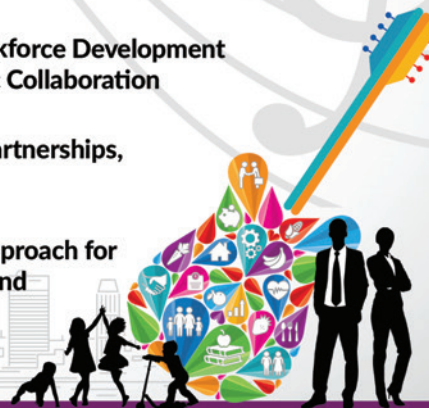 kforce Development
Collaboration
artnerships,
proach for
nd